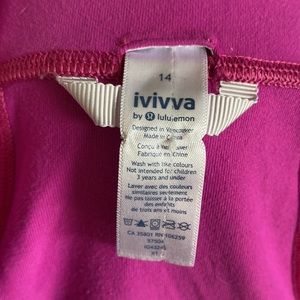 14
ivivva
by lululemon
Designed in Vancouver
Made in China
Conçu à Vancouver
Fabriqué en Chine
Wash with like colours
Not intended for children
3 years and under
Laver avec des couleurs
similaires seulement
Ne pas laisser à la portée
des enfants
de trois ans et moins
CA 35801 RN 106259